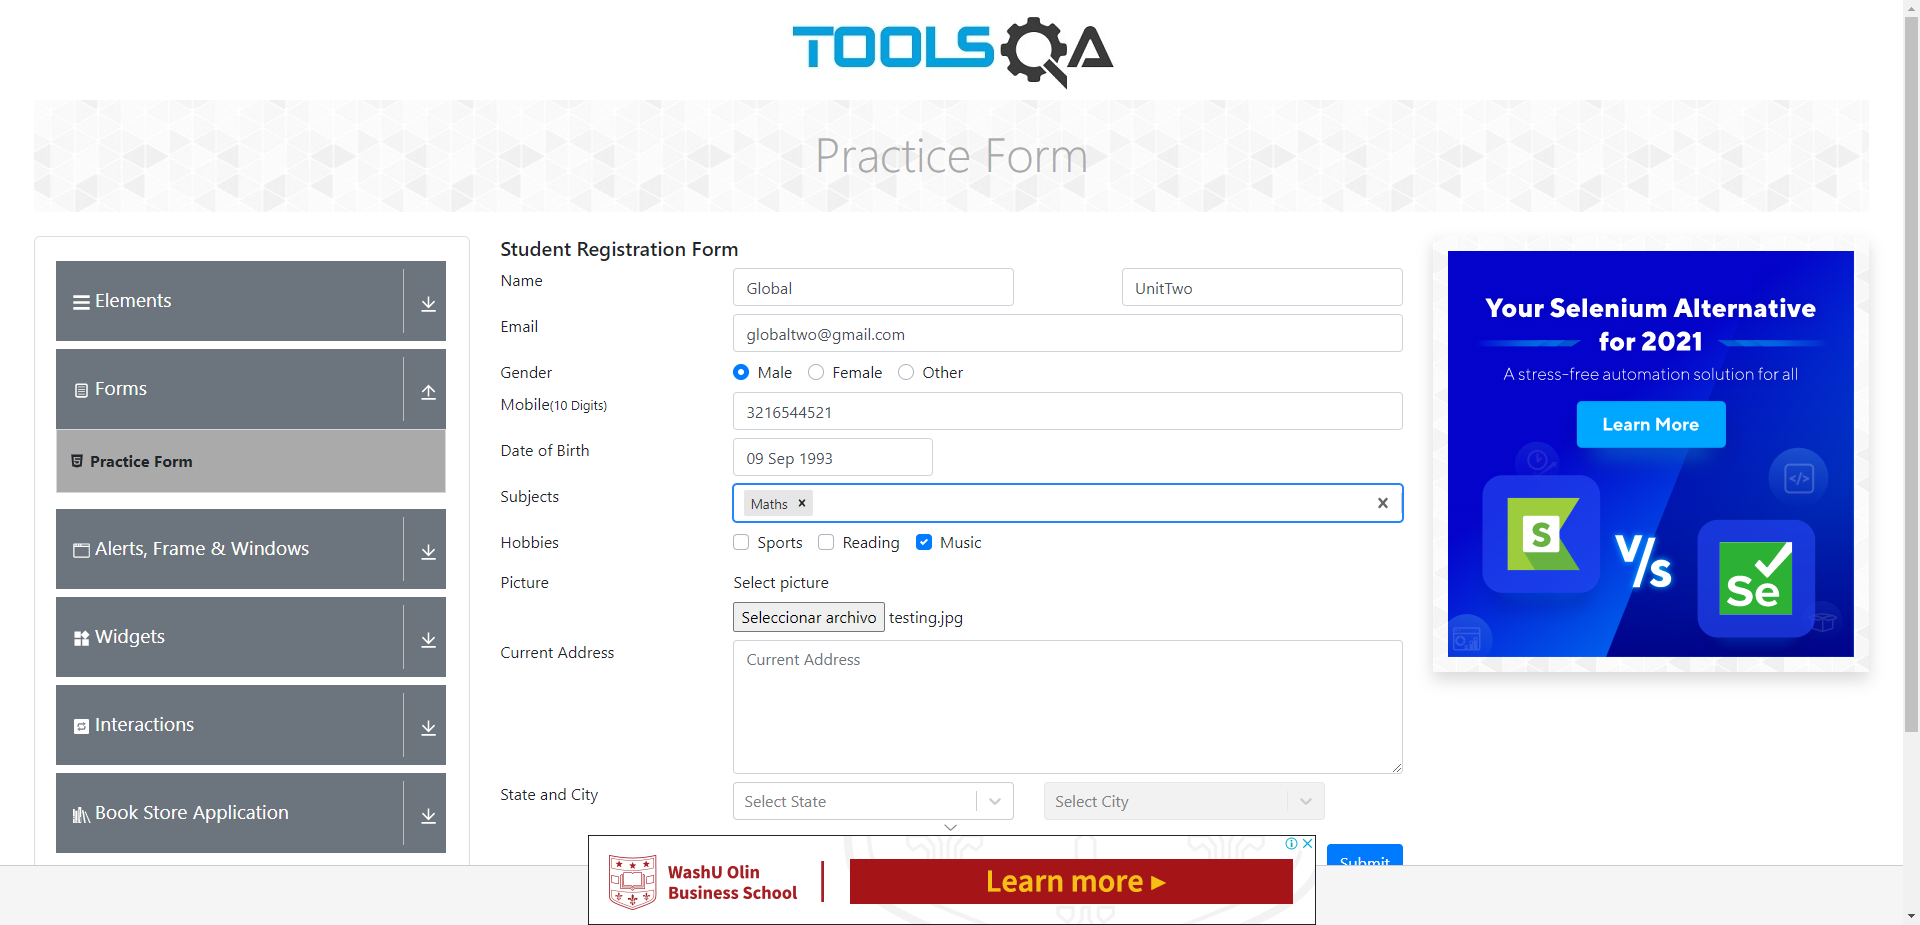 TOOLSQA
Practice Form
Elements
Forms
Practice Form
Alerts, Frame & Windows
Widgets
Interactions
Book Store Application
Student Registration Form
Name
Global
UnitTwo
Email
globaltwo@gmail.com
Gender
Male
Female
Other
Mobile(10 Digits)
3216544521
Date of Birth
09 Sep 1993
Subjects
Maths ×
Hobbies
Sports
Reading
Music
Picture
Select picture
Seleccionar archivo testing.jpg
Current Address
Current Address
State and City
Select State
Select City
Submit
Your Selenium Alternative
for 2021
A stress-free automation solution for all
Learn More
S
V/s
Se
WashU Olin
Business School
Learn more ►